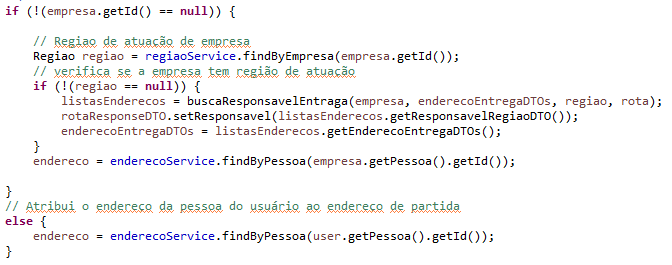 if (!(empresa.getId() == null)) {
// Regiao de atuação de empresa
Regiao regiao = regiaoService.findByEmpresa(empresa.getId());
// verifica se a empresa tem região de atuação
if (!(regiao == null)) {
listasEnderecos = buscaResponsavelEntraga(empresa, enderecoEntregaDTOs, regiao, rota);
rotaResponseDTO.setResponsavel(listasEnderecos.getResponsavelRegiaoDTO());
enderecoEntregaDTOs = listasEnderecos.getEnderecoEntregaDTOs();
}
endereco = enderecoService.findByPessoa(empresa.getPessoa().getId());
}
// Atribui o endereço da pessoa do usuário ao endereco de partida
else {
endereco = enderecoService.findByPessoa(user.getPessoa().getId());
}